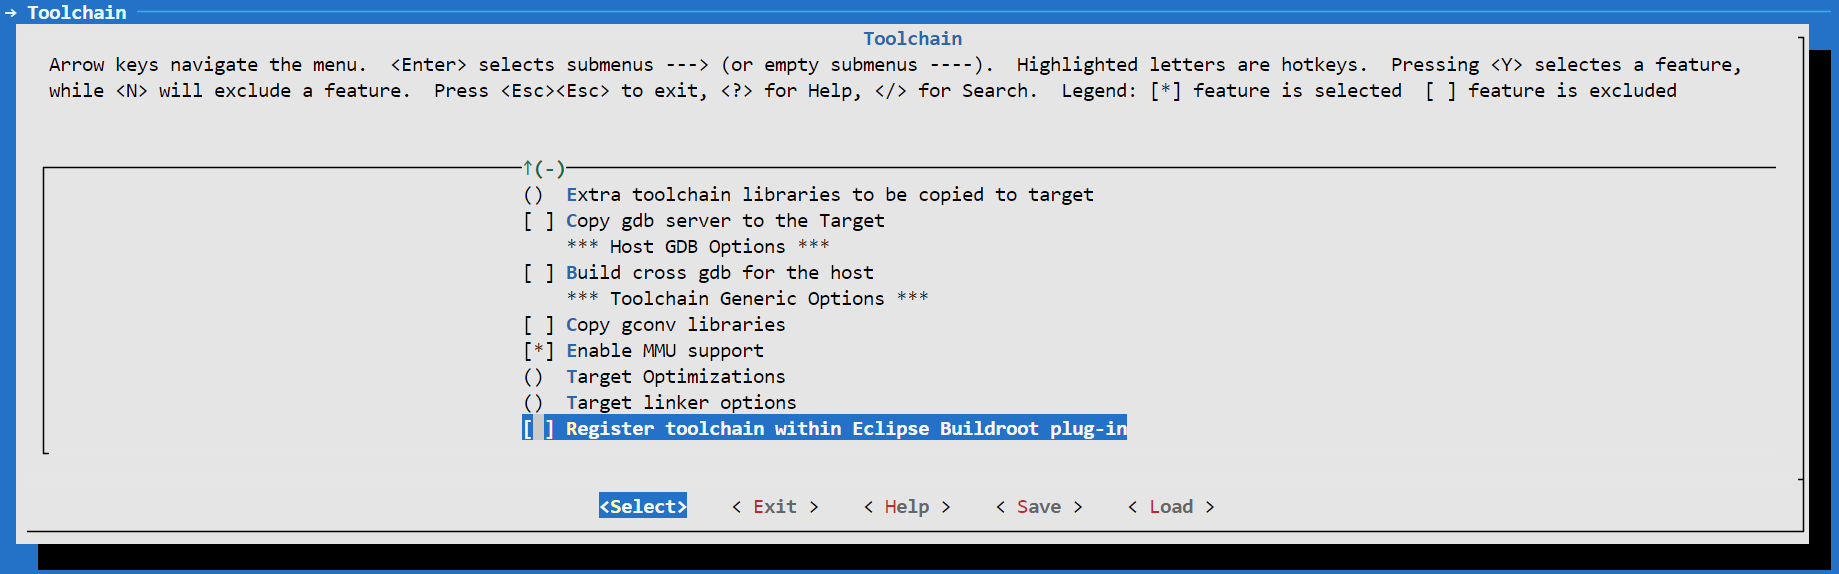 → Toolchain
Toolchain
Arrow keys navigate the menu.  <Enter> selects submenus ---> (or empty submenus ----).  Highlighted letters are hotkeys.  Pressing <Y> selectes a feature,
while <N> will exclude a feature.  Press <Esc><Esc> to exit, <?> for Help, </> for Search.  Legend: [*] feature is selected  [ ] feature is excluded
↑(-)
()  Extra toolchain libraries to be copied to target
[ ] Copy gdb server to the Target
*** Host GDB Options ***
[ ] Build cross gdb for the host
*** Toolchain Generic Options ***
[ ] Copy gconv libraries
[*] Enable MMU support
()  Target Optimizations
()  Target linker options
[ ] Register toolchain within Eclipse Buildroot plug-in
<Select>    < Exit >    < Help >    < Save >    < Load >